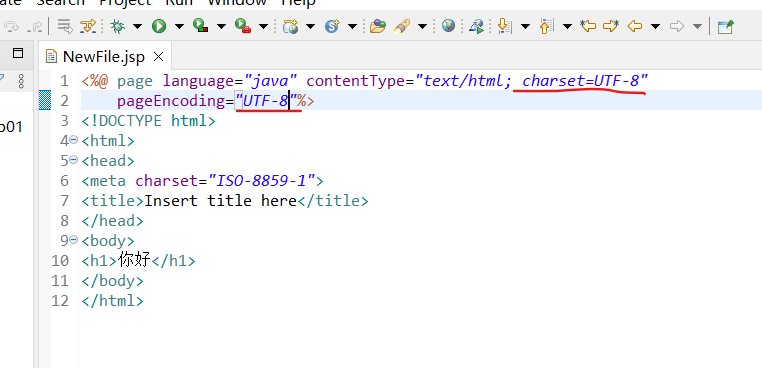 Search Project Run Window Help
NewFile.jsp
1 <%@ page language="java" contentType="text/html; charset=UTF-8"
2 pageEncoding="UTF-8"%>
3 <!DOCTYPE html>
4 <html>
5 <head>
6 <meta charset="ISO-8859-1">
7 <title>Insert title here</title>
8 </head>
9 <body>
10 <h1>你好</h1>
11 </body>
12 </html>
o01